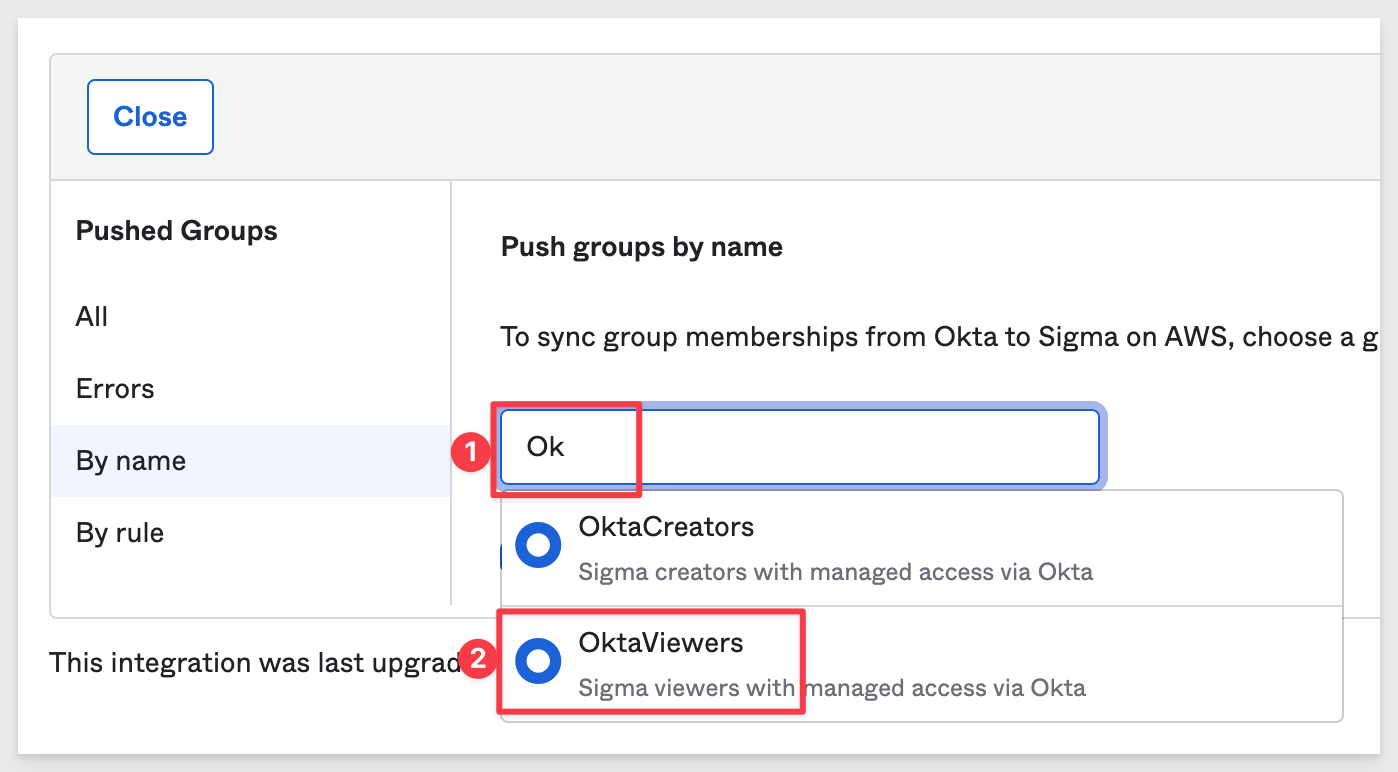 Close
Pushed Groups
All
Errors
By name
By rule
Push groups by name
To sync group memberships from Okta to Sigma on AWS, choose a g
1
Ok
OktaCreators
Sigma creators with managed access via Okta
2
OktaViewers
Sigma viewers with managed access via Okta
This integration was last upgrad